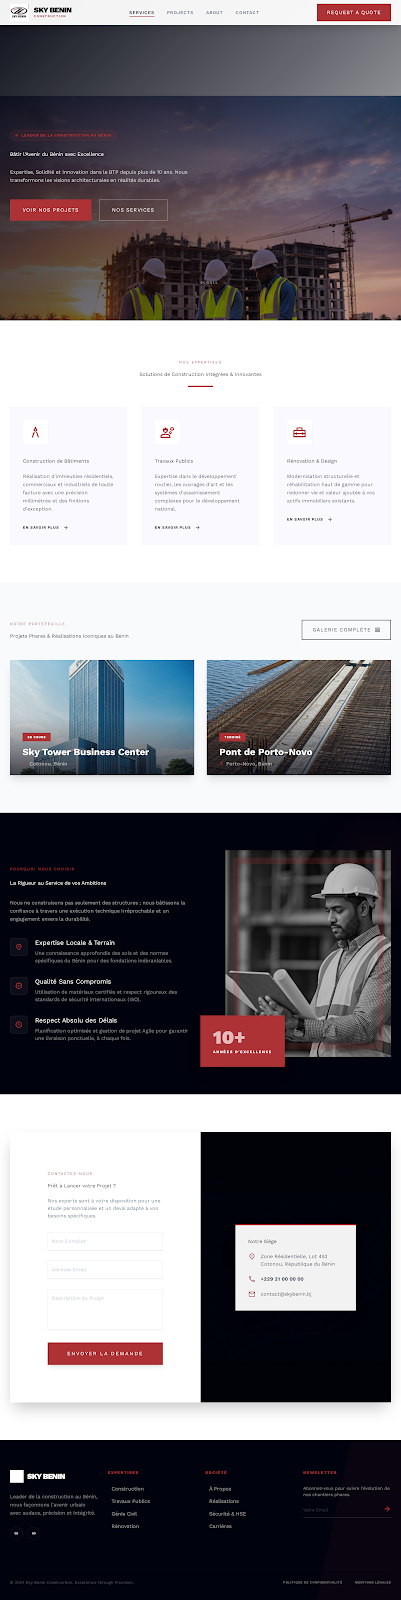 SKY BENIN
CONSTRUCTION
SERVICES
PROJECTS
ABOUT
CONTACT
REQUEST A QUOTE
LEADER DE LA CONSTRUCTION AU BÉNIN
Bâtir l'Avenir du Bénin avec Excellence
Expertise, Solidité et Innovation dans le BTP depuis plus de 10 ans. Nous
transformons les visions architecturales en réalités durables.
VOIR NOS PROJETS
NOS SERVICES
SCROLL
NOS EXPERTISES
Solutions de Construction Intégrées & Innovantes
Construction de Bâtiments
Réalisation d'immeubles résidentiels,
commerciaux et industriels de haute
facture avec une précision
millimétrée et des finitions
d'exception.
EN SAVOIR PLUS
Travaux Publics
Expertise dans le développement
routier, les ouvrages d'art et les
systèmes d'assainissement
complexes pour le développement
national.
EN SAVOIR PLUS
Rénovation & Design
Modernisation structurelle et
réhabilitation haut de gamme pour
redonner vie et valeur ajoutée à vos
actifs immobiliers existants.
EN SAVOIR PLUS
NOTRE PORTEFEUILLE
Projets Phares & Réalisations Iconiques au Bénin
GALERIE COMPLÈTE
EN COURS
Sky Tower Business Center
Cotonou, Bénin
TERMINÉ
Pont de Porto-Novo
Porto-Novo, Bénin
POURQUOI NOUS CHOISIR
La Rigueur au Service de vos Ambitions
Nous ne construisons pas seulement des structures ; nous bâtissons la
confiance à travers une exécution technique irréprochable et un
engagement envers la durabilité.
Expertise Locale & Terrain
Une connaissance approfondie des sols et des normes
spécifiques du Bénin pour des fondations inébranlables.
Qualité Sans Compromis
Utilisation de matériaux certifiés et respect rigoureux des
standards de sécurité internationaux (ISO).
Respect Absolu des Délais
Planification optimisée et gestion de projet Agile pour garantir
une livraison ponctuelle, à chaque fois.
10+
ANNÉES D'EXCELLENCE
CONTACTEZ-NOUS
Prêt à Lancer votre Projet ?
Nos experts sont à votre disposition pour une
étude personnalisée et un devis adapté à vos
besoins spécifiques.
Nom Complet
Adresse Email
Description du Projet
ENVOYER LA DEMANDE
Notre Siège
Zone Résidentielle, Lot 452
Cotonou, République du Bénin
+229 21 00 00 00
contact@skybenin.bj
SKY BENIN
Leader de la construction au Bénin,
nous façonnons l'avenir urbain
avec audace, précision et intégrité.
EXPERTISES
Construction
Travaux Publics
Génie Civil
Rénovation
SOCIÉTÉ
À Propos
Réalisations
Sécurité & HSE
Carrières
NEWSLETTER
Abonnez-vous pour suivre l'évolution de
nos chantiers phares.
Votre Email
© 2024 Sky Benin Construction. Excellence through Precision.
POLITIQUE DE CONFIDENTIALITÉ
MENTIONS LÉGALES